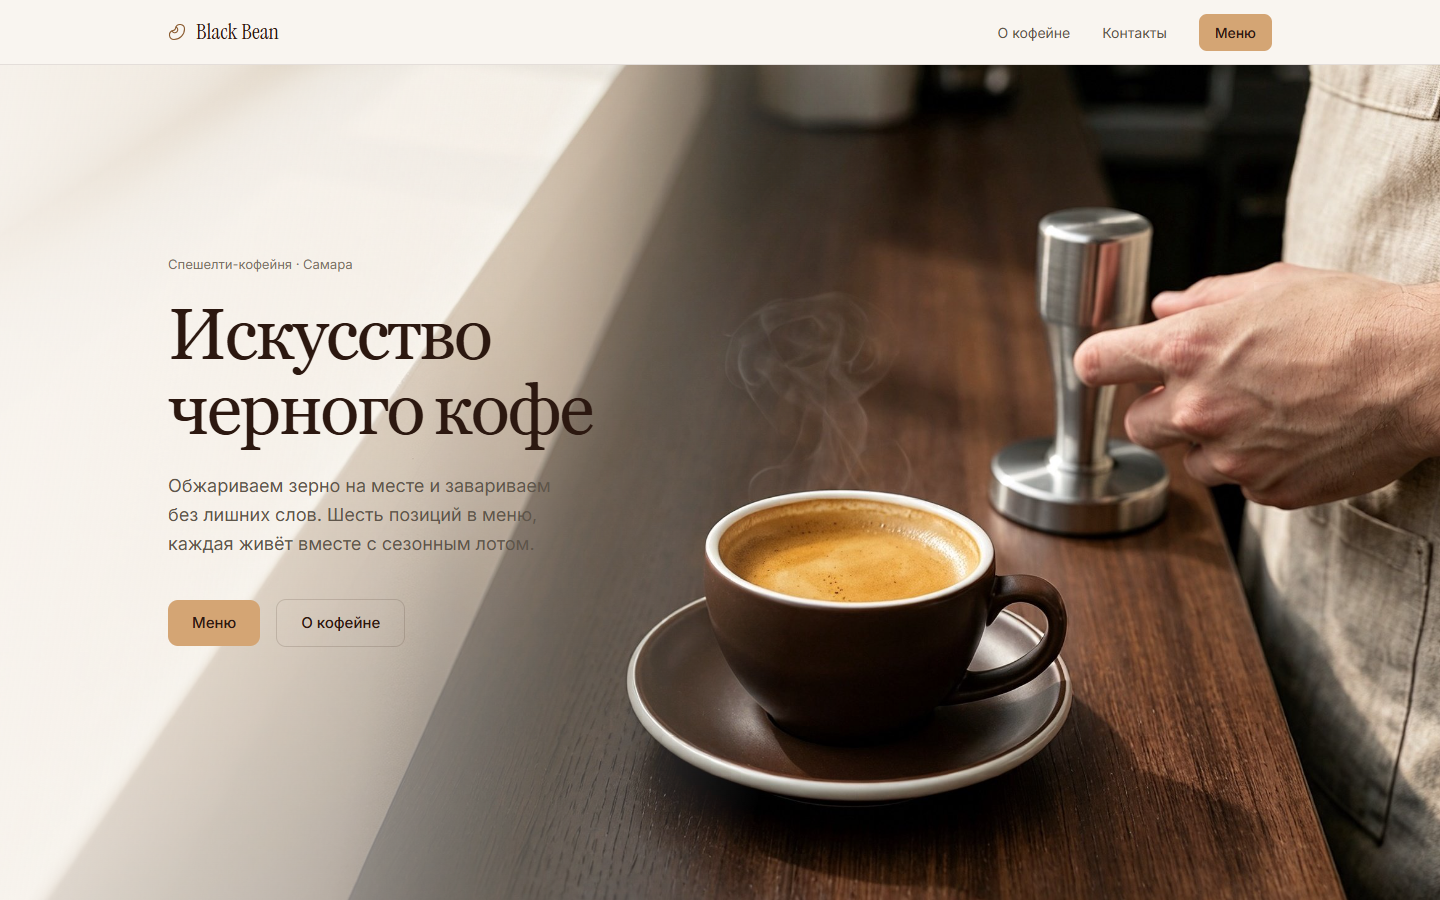 Black Bean
О кофейне
Контакты
Меню
Спешелти-кофейня · Самара
Искусство
черного кофе
Обжариваем зерно на месте и завариваем
без лишних слов. Шесть позиций в меню,
каждая живёт вместе с сезонным лотом.
Меню
О кофейне